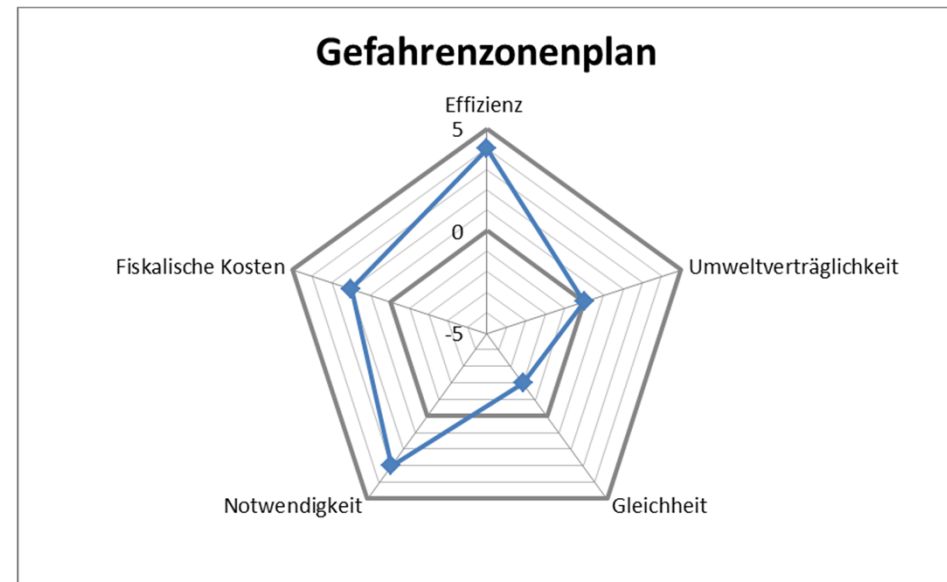 Gefahrenzonenplan
Effizienz
5
0
-5
Fiskalische Kosten
Umweltverträglichkeit
Notwendigkeit
Gleichheit